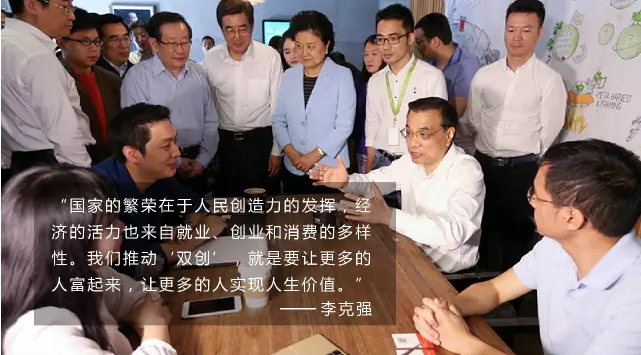 “国家的繁荣在于人民创造力的发挥，经
济的活力也来自就业、创业和消费的多样
性。我们推动‘双创’，就是要让更多的
人富起来，让更多的人实现人生价值。”
—— 李克强